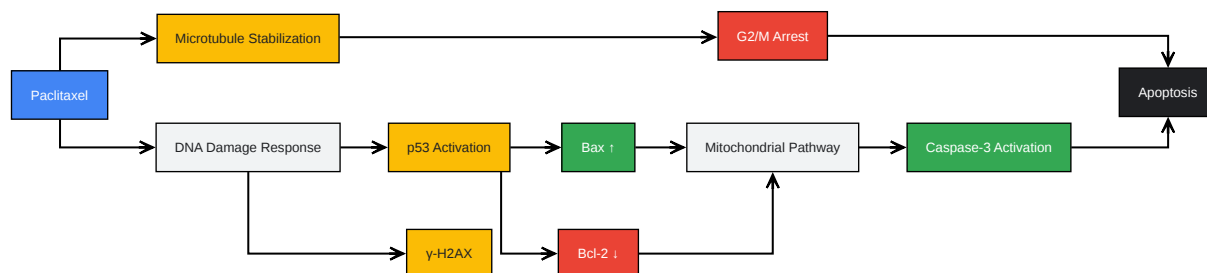 Microtubule Stabilization
G2/M Arrest
Paclitaxel
Apoptosis
DNA Damage Response
p53 Activation
Bax ↑
Mitochondrial Pathway
Caspase-3 Activation
γ-H2AX
Bcl-2 ↓